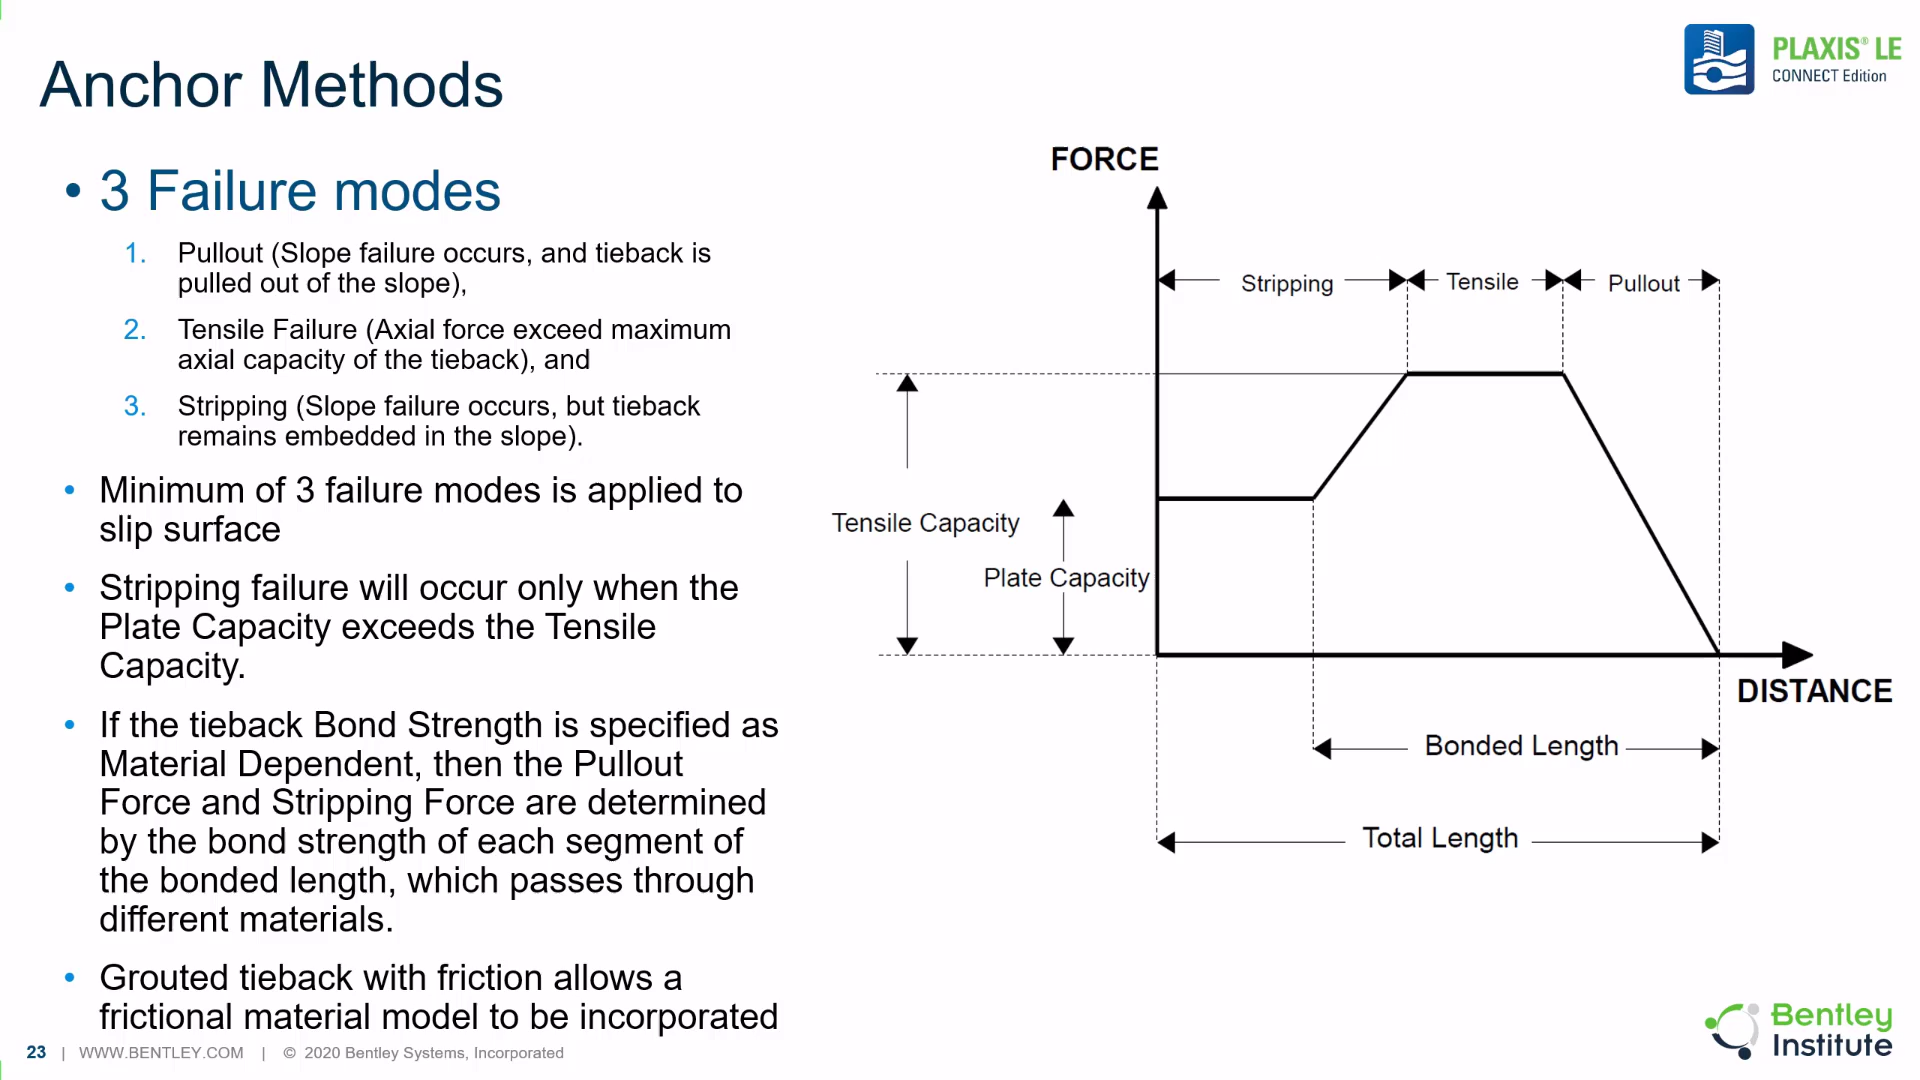 Anchor Methods
PLAXIS® LE
CONNECT Edition
• 3 Failure modes
1. Pullout (Slope failure occurs, and tieback is
pulled out of the slope),
2. Tensile Failure (Axial force exceed maximum
axial capacity of the tieback), and
3. Stripping (Slope failure occurs, but tieback
remains embedded in the slope).
• Minimum of 3 failure modes is applied to
slip surface
• Stripping failure will occur only when the
Plate Capacity exceeds the Tensile
Capacity.
• If the tieback Bond Strength is specified as
Material Dependent, then the Pullout
Force and Stripping Force are determined
by the bond strength of each segment of
the bonded length, which passes through
different materials.
• Grouted tieback with friction allows a
frictional material model to be incorporated
FORCE
Stripping
Tensile
Pullout
Tensile Capacity
Plate Capacity
DISTANCE
Bonded Length
Total Length
23 | WWW.BENTLEY.COM | © 2020 Bentley Systems, Incorporated
Bentley
Institute